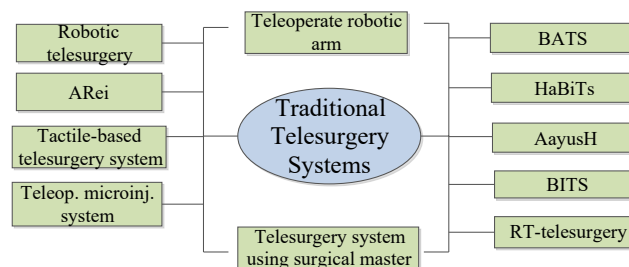 Robotic
telesurgery
ARei
Tactile-based
telesurgery system
Teleop. microinj.
system
Teleoperate robotic
arm
Traditional
Telesurgery
Systems
Telesurgery system
using surgical master
BATS
HaBiTs
AayusH
BITS
RT-telesurgery